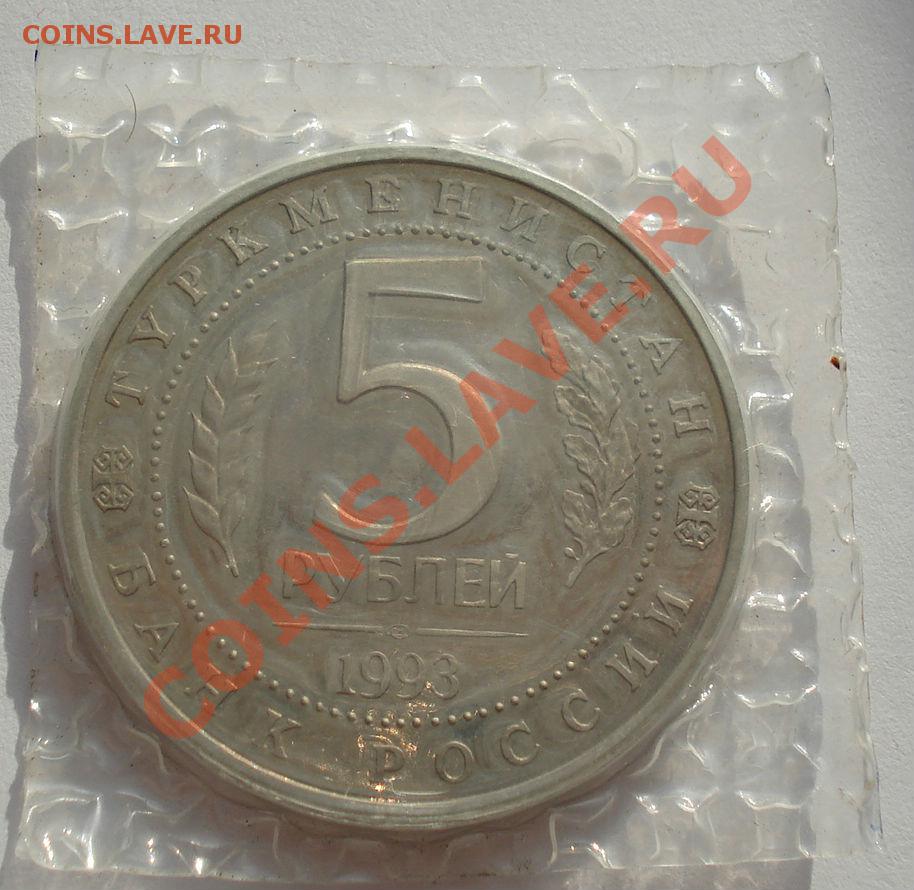 COINS.LAVE.RU
ТУРКМЕНИСТАН
5
РУБЛЕЙ
1993
БАНК РОССИИ
COINS.LAVE.RU